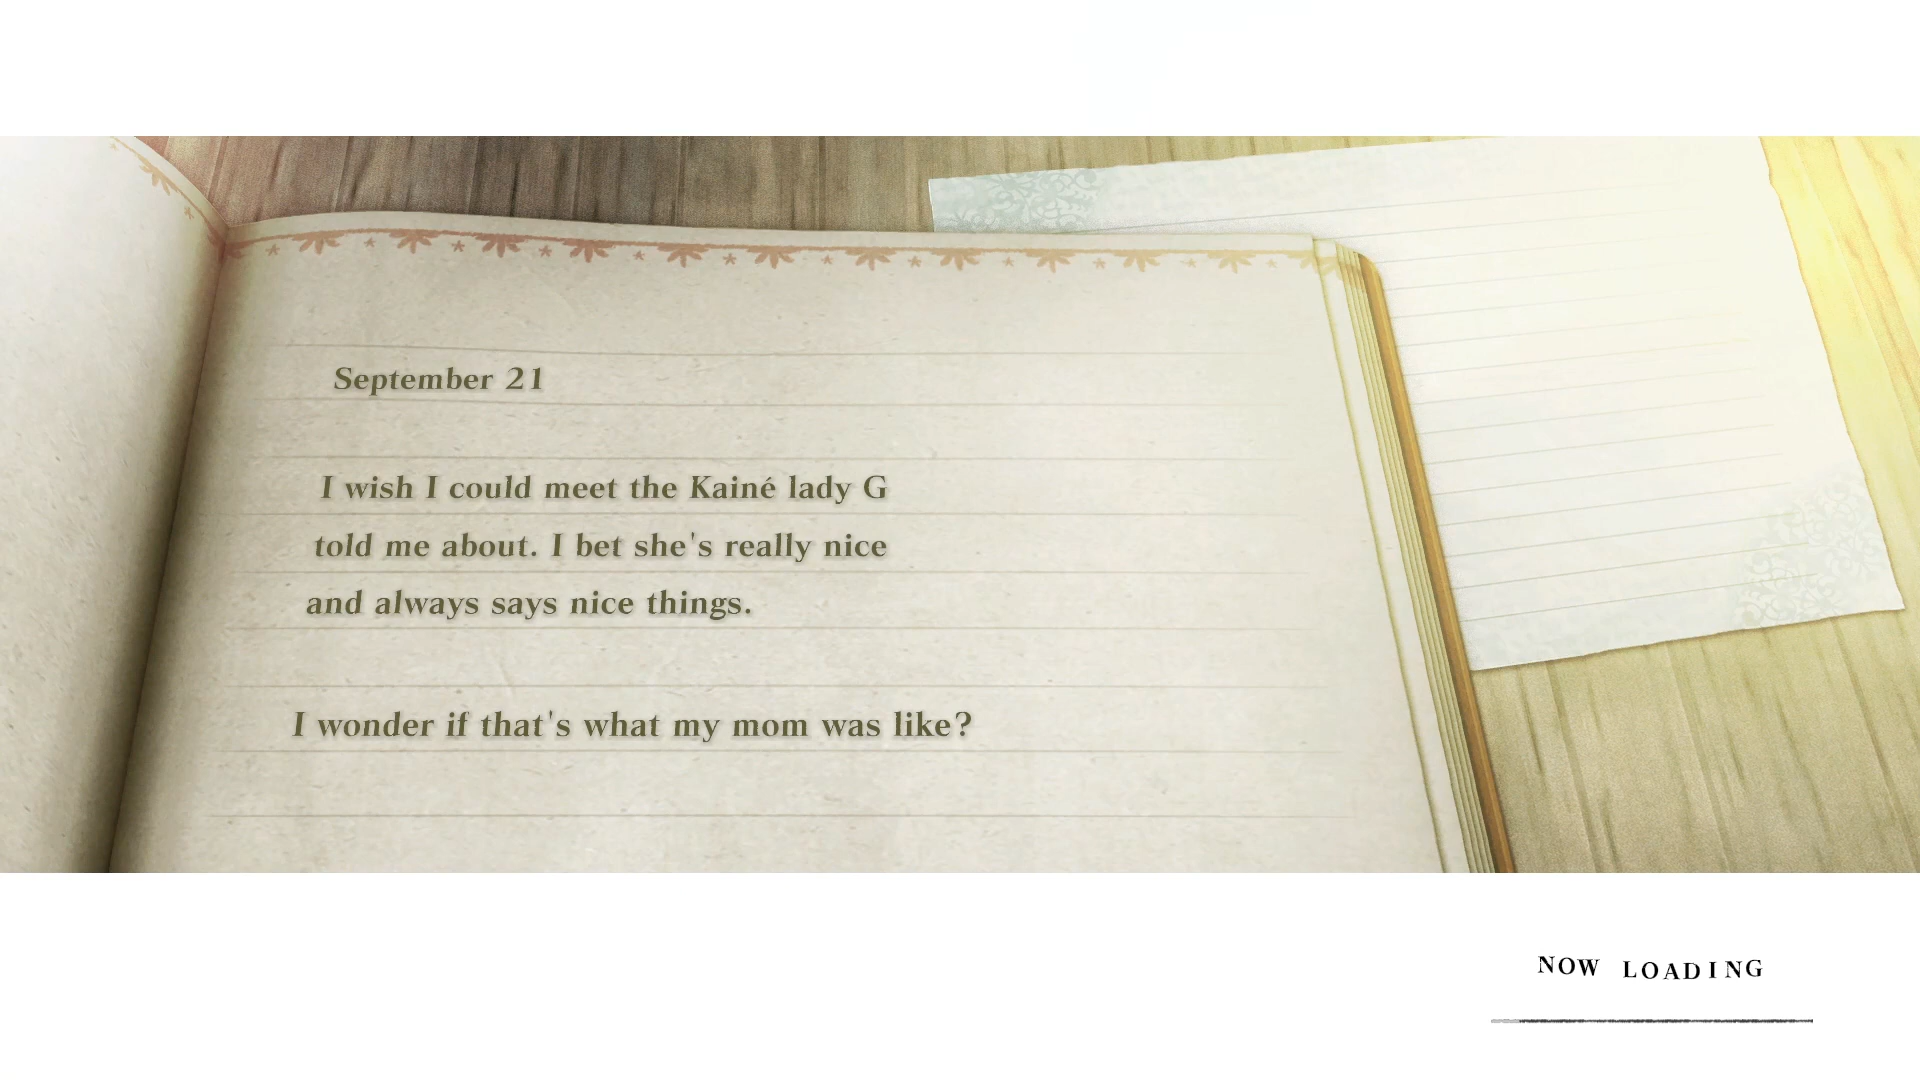 September 21
I wish I could meet the Kainé lady G
told me about. I bet she's really nice
and always says nice things.
I wonder if that's what my mom was like?
NOW LOADING